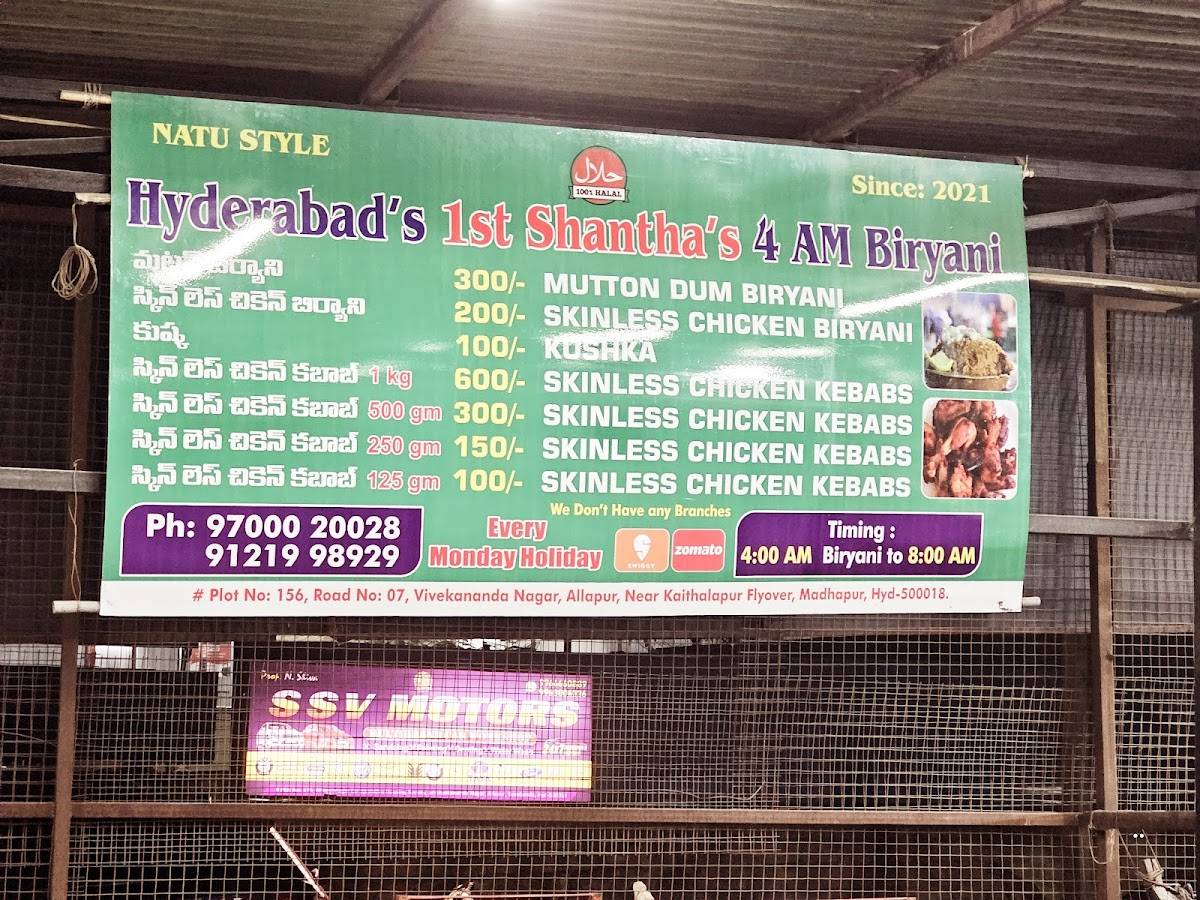 NATU STYLE
حلال
100% HALAL
Since: 2021
Hyderabad's 1st Shantha's 4 AM Biryani
మటన్ బిర్యాని 300/- MUTTON DUM BIRYANI
స్కిన్ లెస్ చికెన్ బిర్యాని 200/- SKINLESS CHICKEN BIRYANI
కుష్క 100/- KUSHKA
స్కిన్ లెస్ చికెన్ కబాబ్ 1 kg 600/- SKINLESS CHICKEN KEBABS
స్కిన్ లెస్ చికెన్ కబాబ్ 500 gm 300/- SKINLESS CHICKEN KEBABS
స్కిన్ లెస్ చికెన్ కబాబ్ 250 gm 150/- SKINLESS CHICKEN KEBABS
స్కిన్ లెస్ చికెన్ కబాబ్ 125 gm 100/- SKINLESS CHICKEN KEBABS
We Don't Have any Branches
Ph: 97000 20028
91219 98929
Every
Monday Holiday
SWIGGY
zomato
Timing :
4:00 AM Biryani to 8:00 AM
# Plot No: 156, Road No: 07, Vivekananda Nagar, Allapur, Near Kaithalapur Flyover, Madhapur, Hyd-500018.
Prop. N. Shiva
SSV MOTORS